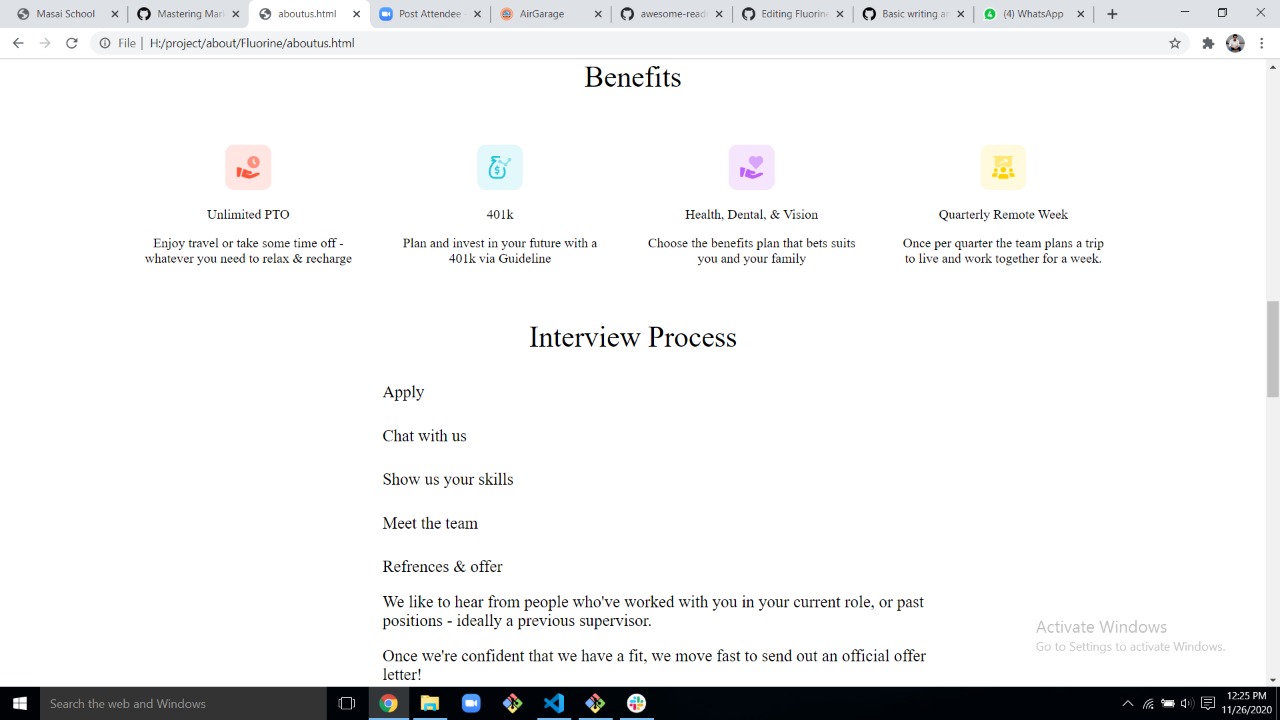 Masai School
Mastering Mar
aboutus.html
Post Attendee
AirGarage
awesome-read
Editing Fluorine
Basic writing an
4
(4) WhatsApp
File
H:/project/about/Fluorine/aboutus.html
Benefits
Unlimited PTO
401k
Health, Dental, & Vision
Quarterly Remote Week
Enjoy travel or take some time off -
whatever you need to relax & recharge
Plan and invest in your future with a
401k via Guideline
Choose the benefits plan that bets suits
you and your family
Once per quarter the team plans a trip
to live and work together for a week.
Interview Process
Apply
Chat with us
Show us your skills
Meet the team
Refrences & offer
We like to hear from people who've worked with you in your current role, or past
positions - ideally a previous supervisor.
Once we're confident that we have a fit, we move fast to send out an official offer
letter!
Activate Windows
Go to Settings to activate Windows.
Search the web and Windows
12:25 PM
11/26/2020